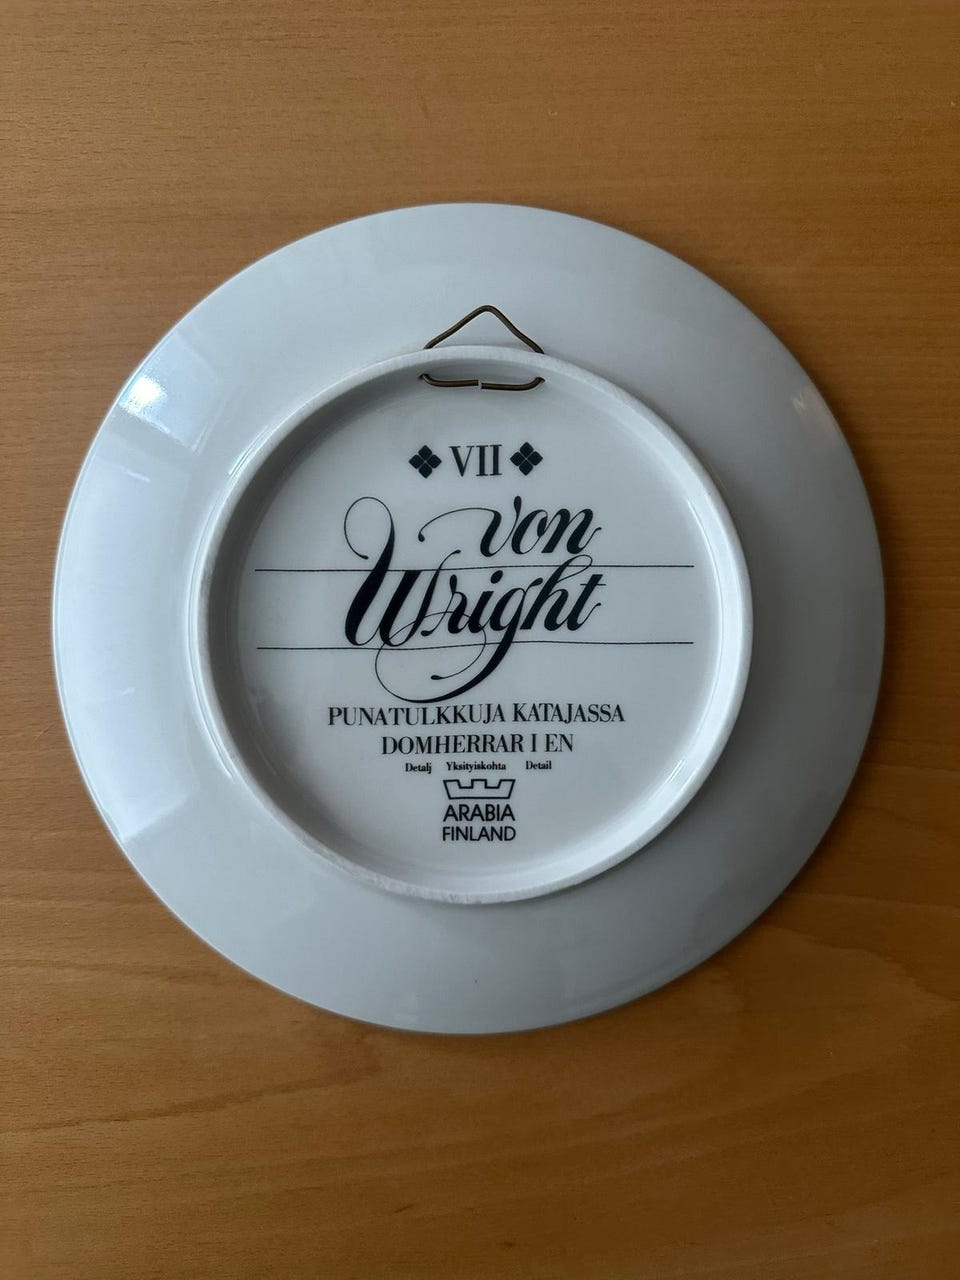 VII
von
Wright
PUNATULKKUJA KATAJASSA
DOMHERRAR I EN
Detalj Yksityiskohta Detail
ARABIA
FINLAND